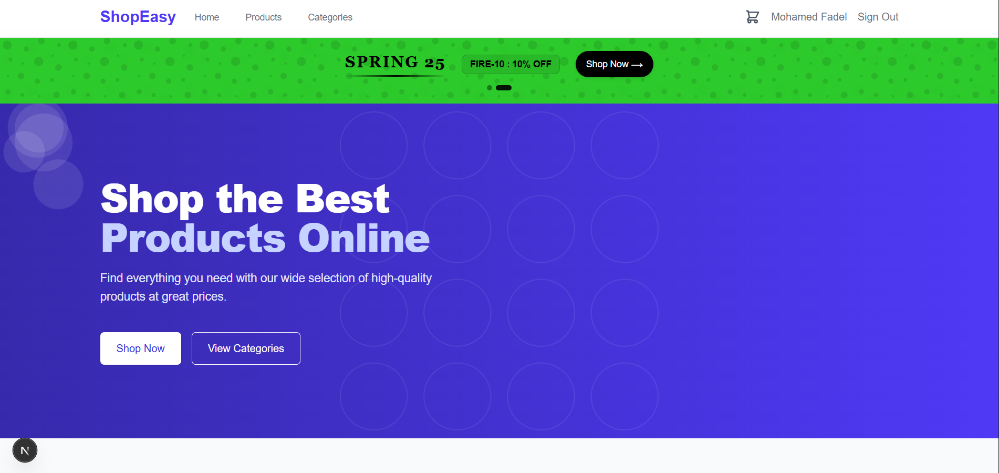 ShopEasy Home Products Categories Mohamed Fadel Sign Out
SPRING 25 FIRE-10 : 10% OFF Shop Now →
Shop the Best
Products Online
Find everything you need with our wide selection of high-quality
products at great prices.
Shop Now View Categories
N